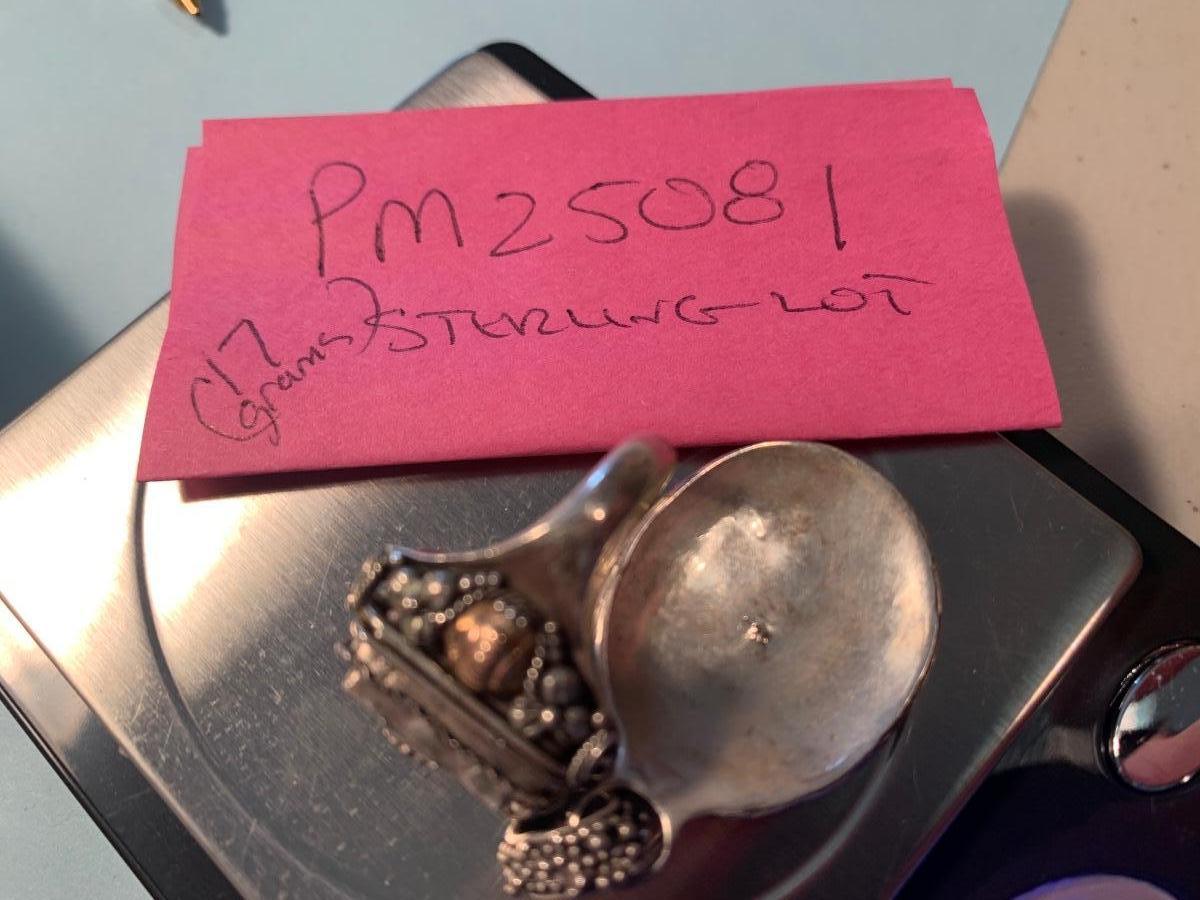 PM25081
(17 grams) STERLING-LOT